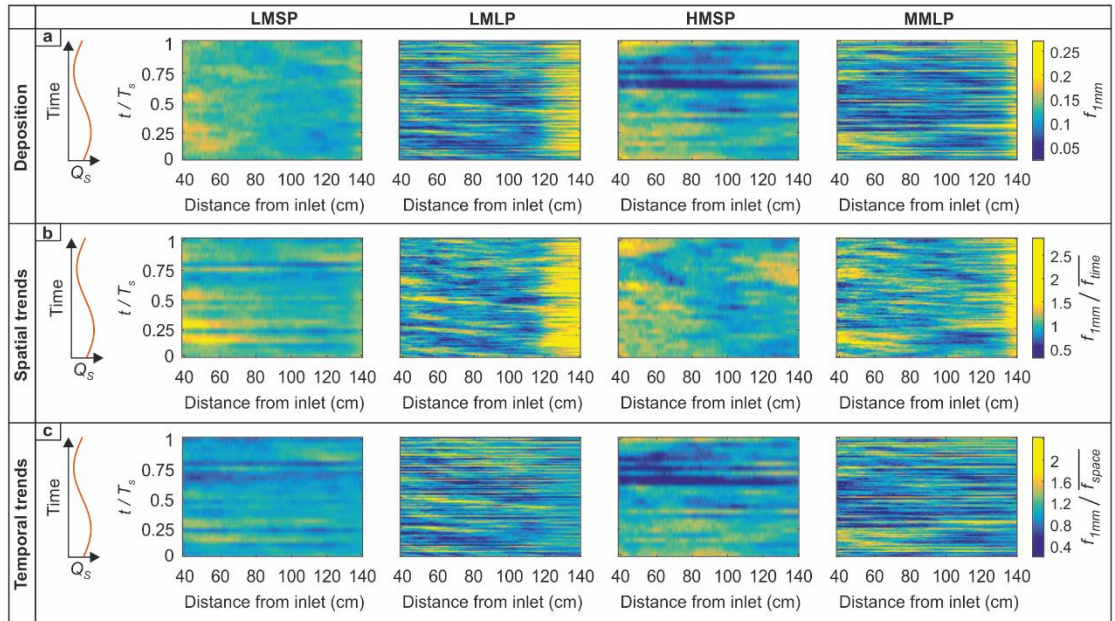 LMSP LMLP HMSP MMLP
Deposition
a
Time
Q_S
t / T_s
1
0.75
0.5
0.25
0
40 60 80 100 120 140 40 60 80 100 120 140 40 60 80 100 120 140 40 60 80 100 120 140
Distance from inlet (cm) Distance from inlet (cm) Distance from inlet (cm) Distance from inlet (cm)
0.25
0.2
0.15
0.1
0.05
f_1mm
Spatial trends
b
Time
Q_S
t / T_s
1
0.75
0.5
0.25
0
40 60 80 100 120 140 40 60 80 100 120 140 40 60 80 100 120 140 40 60 80 100 120 140
Distance from inlet (cm) Distance from inlet (cm) Distance from inlet (cm) Distance from inlet (cm)
2.5
2
1.5
1
0.5
f_1mm / f_time
Temporal trends
c
Time
Q_S
t / T_s
1
0.75
0.5
0.25
0
40 60 80 100 120 140 40 60 80 100 120 140 40 60 80 100 120 140 40 60 80 100 120 140
Distance from inlet (cm) Distance from inlet (cm) Distance from inlet (cm) Distance from inlet (cm)
2
1.6
1.2
0.8
0.4
f_1mm / f_space